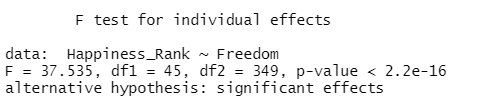 F test for individual effects
data:  Happiness_Rank ~ Freedom
F = 37.535, df1 = 45, df2 = 349, p-value < 2.2e-16
alternative hypothesis: significant effects